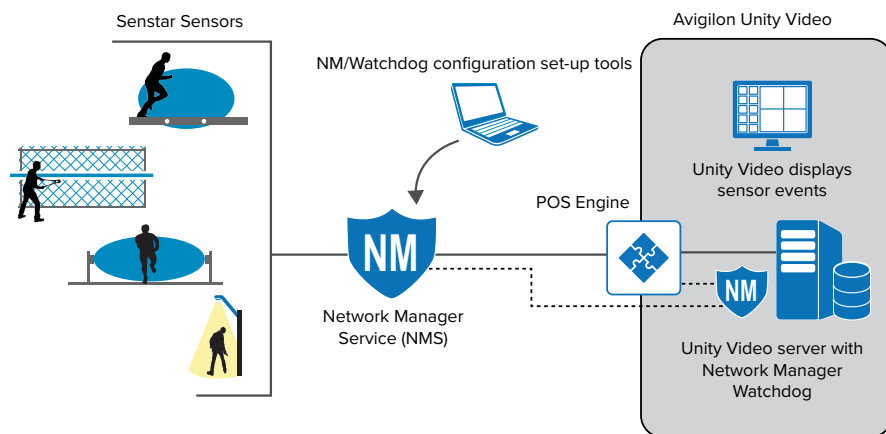 Senstar Sensors
Avigilon Unity Video
NM/Watchdog configuration set-up tools
Unity Video displays
sensor events
POS Engine
NM
Network Manager
Service (NMS)
NM
Unity Video server with
Network Manager
Watchdog